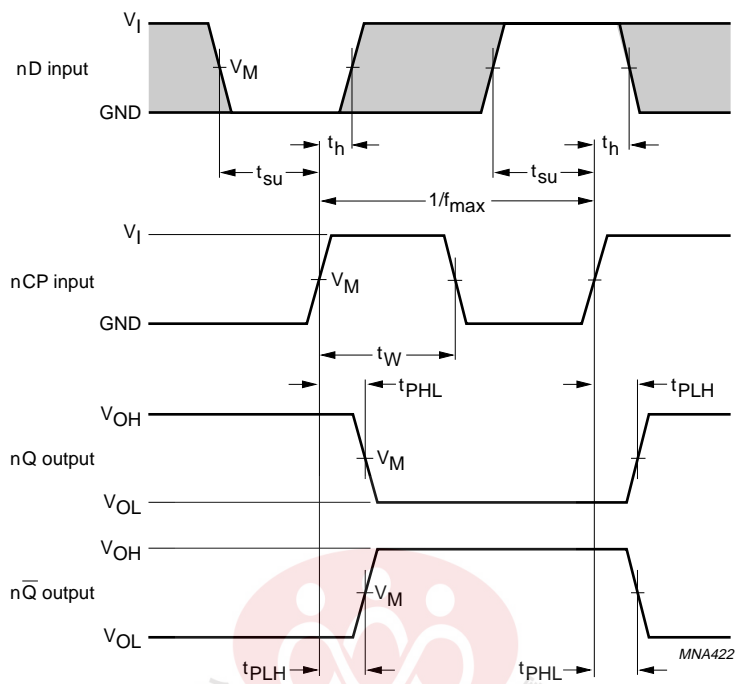 V_I
nD input
V_M
GND
t_h
t_h
t_su
t_su
1/f_max
V_I
nCP input
V_M
GND
t_W
t_PHL
t_PLH
V_OH
nQ output
V_M
V_OL
V_OH
nQ̅ output
V_M
V_OL
MNA422
t_PLH
t_PHL